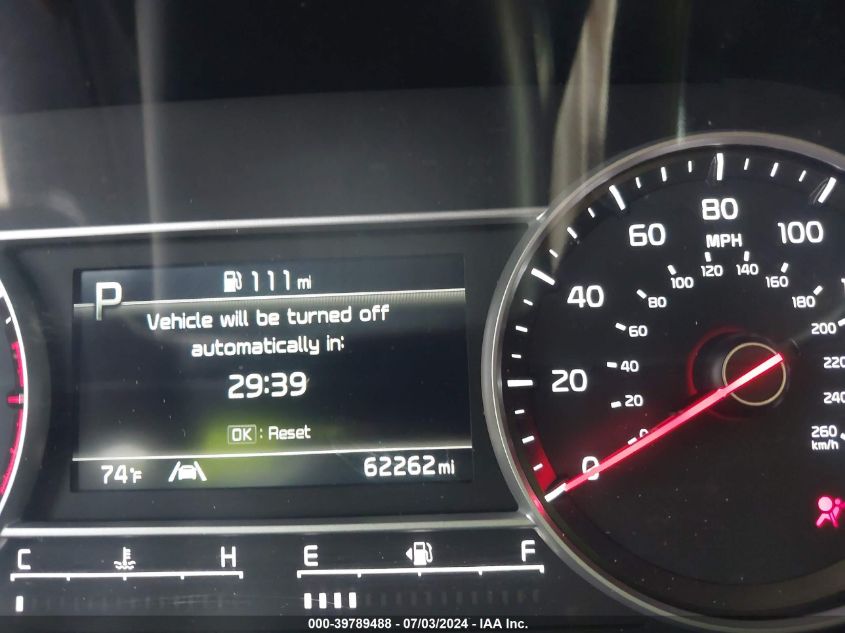 P
111 mi
Vehicle will be turned off
automatically in:
29:39
OK : Reset
74°F
62262 mi
C H
E F
0 20 40 60 80 100
MPH
0 20 40 60 80 100 120 140 160 180 200 220 240 260
km/h
000-39789488 - 07/03/2024 - IAA Inc.